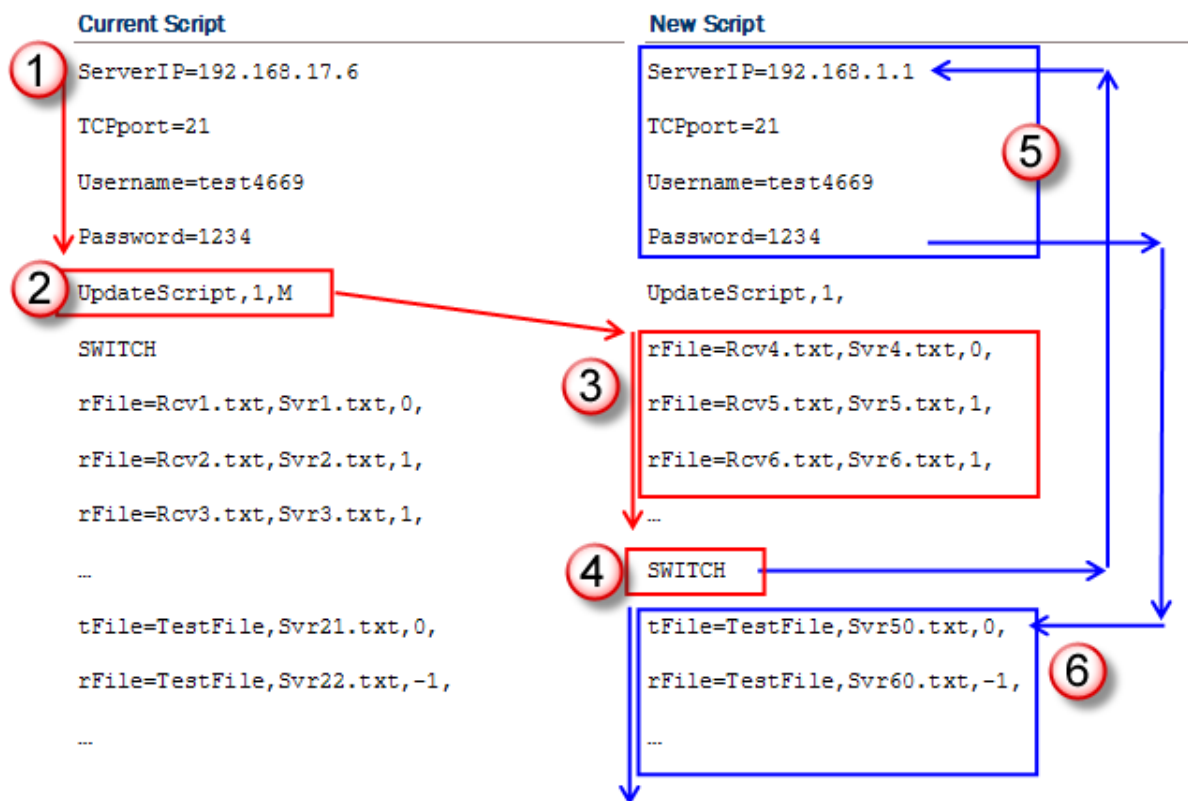 Current Script
1
ServerIP=192.168.17.6
TCPport=21
Username=test4669
Password=1234
2
UpdateScript,1,M
SWITCH
rFile=Rcv1.txt,Svr1.txt,0,
rFile=Rcv2.txt,Svr2.txt,1,
rFile=Rcv3.txt,Svr3.txt,1,
…
tFile=TestFile,Svr21.txt,0,
rFile=TestFile,Svr22.txt,-1,
…
New Script
ServerIP=192.168.1.1
TCPport=21
5
Username=test4669
Password=1234
UpdateScript,1,
rFile=Rcv4.txt,Svr4.txt,0,
3
rFile=Rcv5.txt,Svr5.txt,1,
rFile=Rcv6.txt,Svr6.txt,1,
…
4
SWITCH
tFile=TestFile,Svr50.txt,0,
rFile=TestFile,Svr60.txt,-1,
6
…